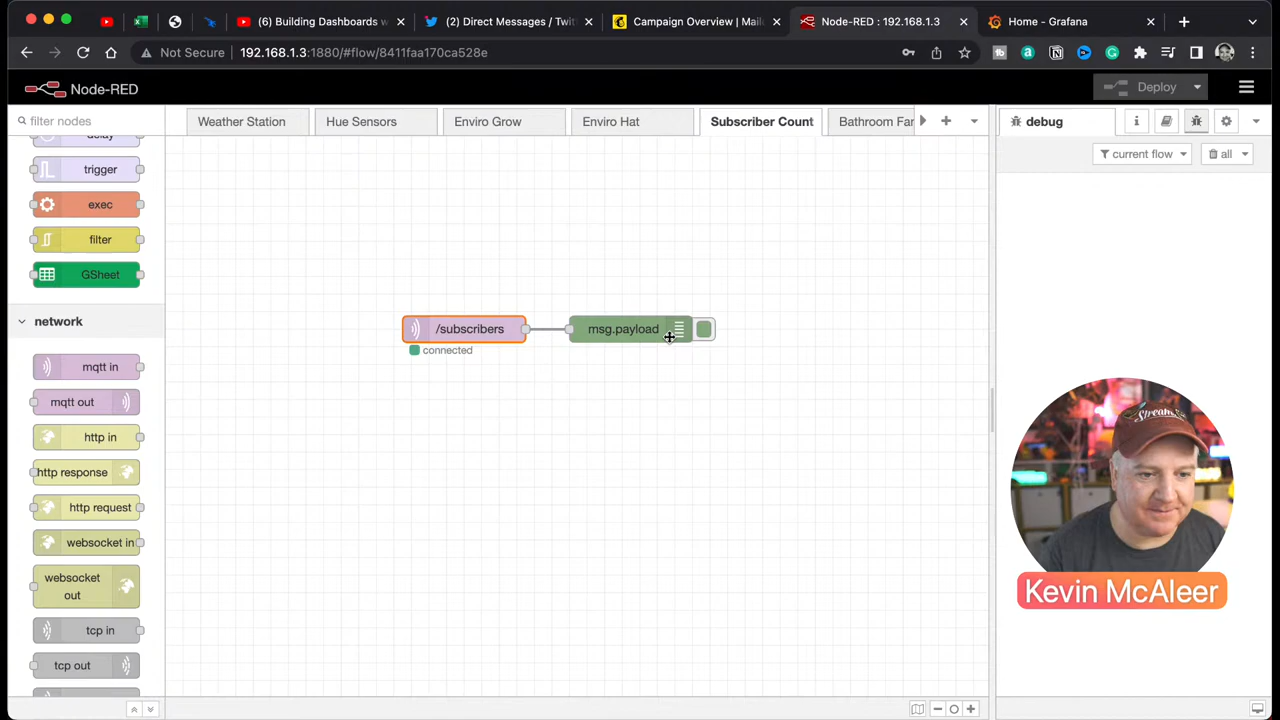 (6) Building Dashboards w
(2) Direct Messages / Twit
Campaign Overview | Mail
Node-RED : 192.168.1.3
Home - Grafana
Not Secure
192.168.1.3:1880/#flow/8411faa170ca528e
Node-RED
Deploy
filter nodes
Weather Station
Hue Sensors
Enviro Grow
Enviro Hat
Subscriber Count
Bathroom Fan
debug
current flow
all
delay
trigger
exec
filter
GSheet
network
mqtt in
mqtt out
http in
http response
http request
websocket in
websocket
out
tcp in
tcp out
/subscribers
connected
msg.payload
Stream
Kevin McAleer